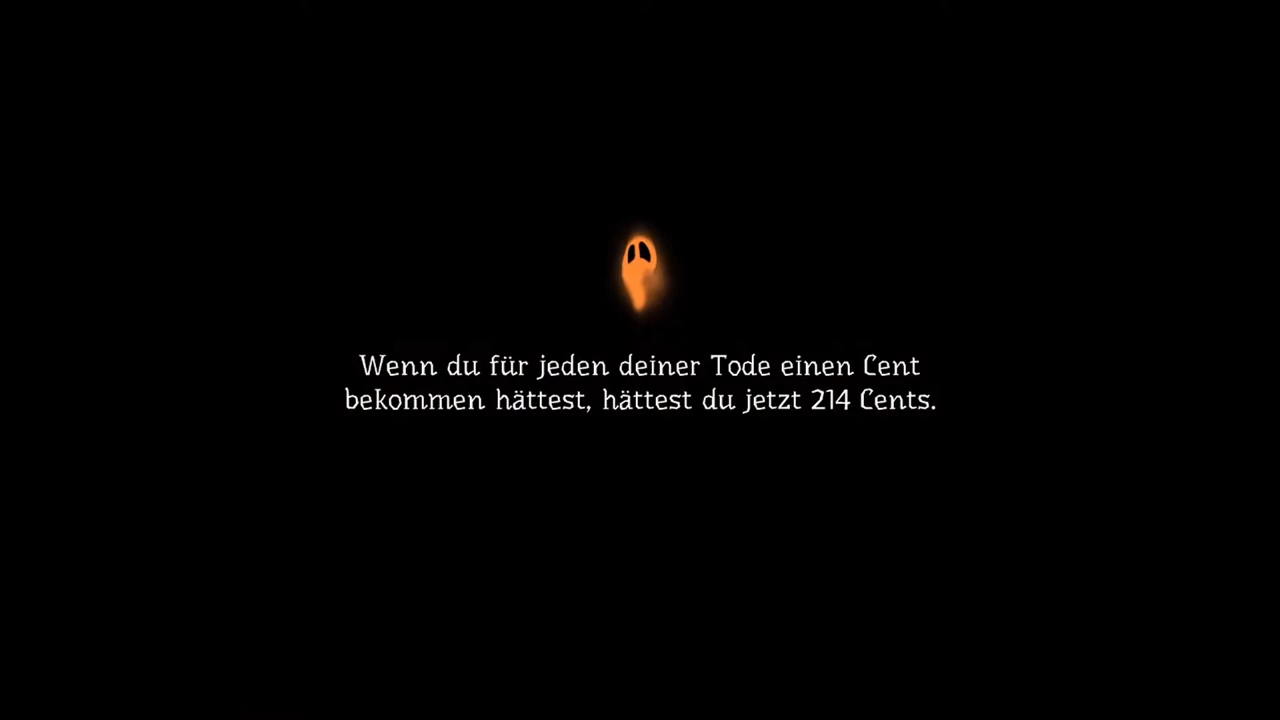 Wenn du für jeden deiner Tode einen Cent
bekommen hättest, hättest du jetzt 214 Cents.